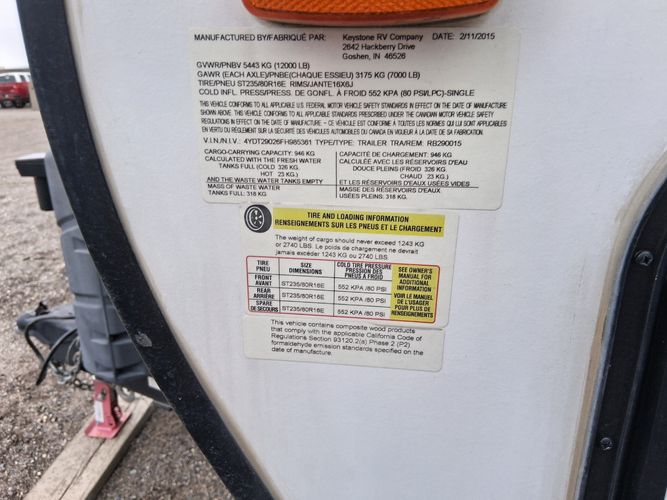 MANUFACTURED BY/FABRIQUÉ PAR: Keystone RV Company 2/11/2015
2642 Hackberry Drive
Goshen, IN 46526
GVWR/PNBV 5443 KG (12000 LB)
GAWR (EACH AXLE)/PNBE(CHAQUE ESSIEU) 3175 KG (7000 LB)
TIRE/PNEU ST235/80R16E RIMS/JANTE16X6J
COLD INFL. PRESS/PRESS. DE GONFL. À FROID 552 KPA (80 PSI/LPC)-SINGLE
THIS VEHICLE CONFORMS TO ALL APPLICABLE U.S. FEDERAL MOTOR VEHICLE SAFETY STANDARDS IN EFFECT ON THE DATE OF MANUFACTURE
SHOWN ABOVE. THIS VEHICLE CONFORMS TO ALL APPLICABLE STANDARDS PRESCRIBED UNDER THE CANADIAN MOTOR VEHICLE SAFETY
REGULATIONS IN EFFECT ON THE DATE OF MANUFACTURE. - CE VÉHICULE EST CONFORME À TOUTES LES NORMES QUI LUI SONT APPLICABLES
EN VERTU DU RÈGLEMENT SUR LA SÉCURITÉ DES VÉHICULES AUTOMOBILES DU CANADA EN VIGUEUR À LA DATE DE SA FABRICATION.
V.I.N./N.I.V.: 4YDT29026FH985361 TYPE/TYPE: TRAILER TRA/REM: RB290015
CARGO-CARRYING CAPACITY: 946 KG
CALCULATED WITH THE FRESH WATER
TANKS FULL (COLD 326 KG.
HOT 23 KG.)
AND THE WASTE WATER TANKS EMPTY
MASS OF WASTE WATER
TANKS FULL: 318 KG
CAPACITÉ DE CHARGEMENT: 946 KG
CALCULÉE AVEC LES RÉSERVOIRS D'EAU
DOUCE PLEINS (FROID 326 KG.
CHAUD 23 KG.)
ET LES RÉSERVOIRS D'EAUX USÉES VIDES
MASSE DES RÉSERVOIRS D'EAUX
USÉES PLEINS: 318 KG.
TIRE AND LOADING INFORMATION
RENSEIGNEMENTS SUR LES PNEUS ET LE CHARGEMENT
The weight of cargo should never exceed 1243 KG
or 2740 LBS. Le poids de chargement ne devrait
jamais excéder 1243 KG ou 2740 LBS.
TIRE
PNEU
SIZE
DIMENSIONS
COLD TIRE PRESSURE
PRESSION DES
PNEUS À FROID
FRONT
AVANT
ST235/80R16E
552 KPA /80 PSI
REAR
ARRIÈRE
ST235/80R16E
552 KPA /80 PSI
SPARE
DE SECOURS
ST235/80R16E
552 KPA /80 PSI
SEE OWNER'S
MANUAL FOR
ADDITIONAL
INFORMATION
VOIR LE MANUEL
DE L'USAGER
POUR PLUS DE
RENSEIGNEMENTS
This vehicle contains composite wood products
that comply with the applicable California Code of
Regulations Section 93120.2(a) Phase 2 (P2)
formaldehyde emission standards specified on the
date of manufacture.